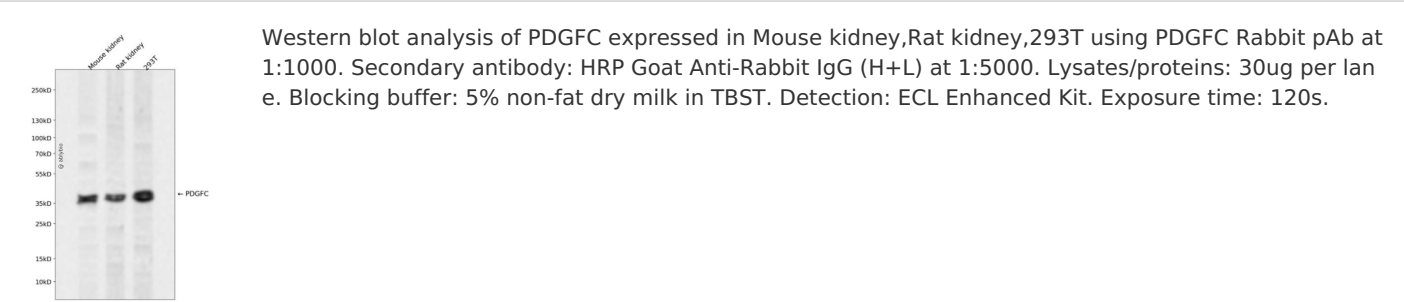 Western blot analysis of PDGFC expressed in Mouse kidney,Rat kidney,293T using PDGFC Rabbit pAb at
1:1000. Secondary antibody: HRP Goat Anti-Rabbit IgG (H+L) at 1:5000. Lysates/proteins: 30ug per lan
e. Blocking buffer: 5% non-fat dry milk in TBST. Detection: ECL Enhanced Kit. Exposure time: 120s.
Mouse kidney
Rat kidney
293T
250kD
130kD
100kD
70kD
55kD
35kD
25kD
15kD
10kD
← PDGFC